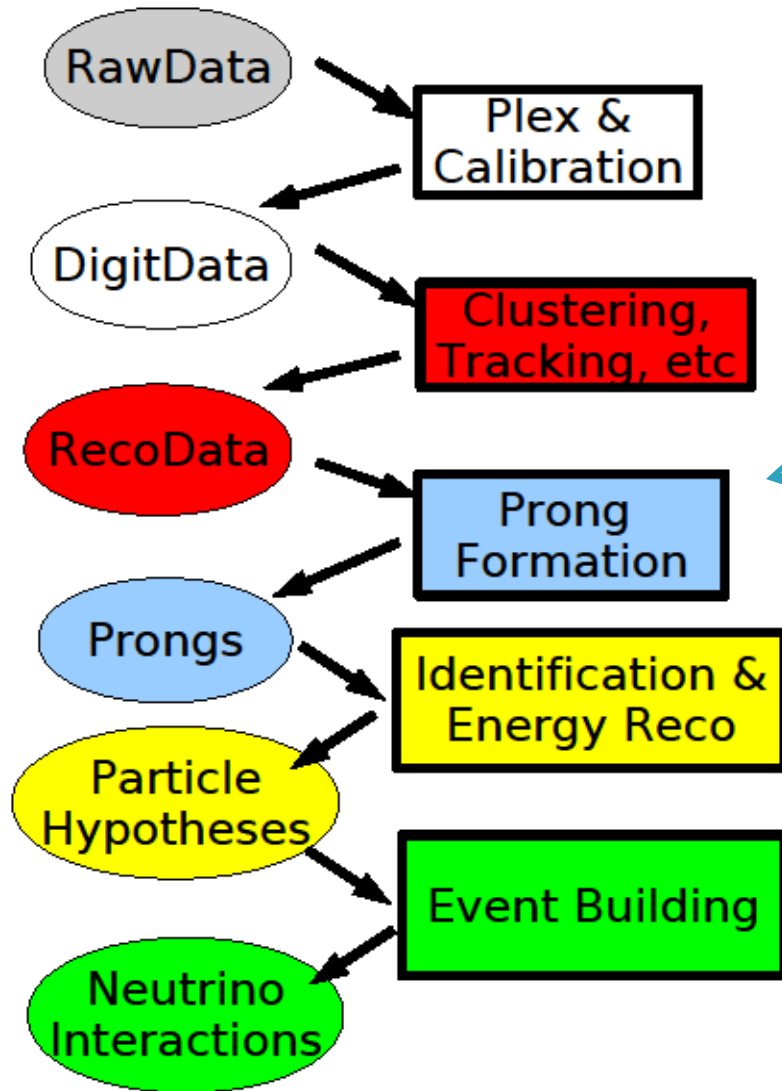 RawData
Plex &
Calibration
DigitData
Clustering,
Tracking, etc
RecoData
Prong
Formation
Prongs
Identification &
Energy Reco
Particle
Hypotheses
Event Building
Neutrino
Interactions